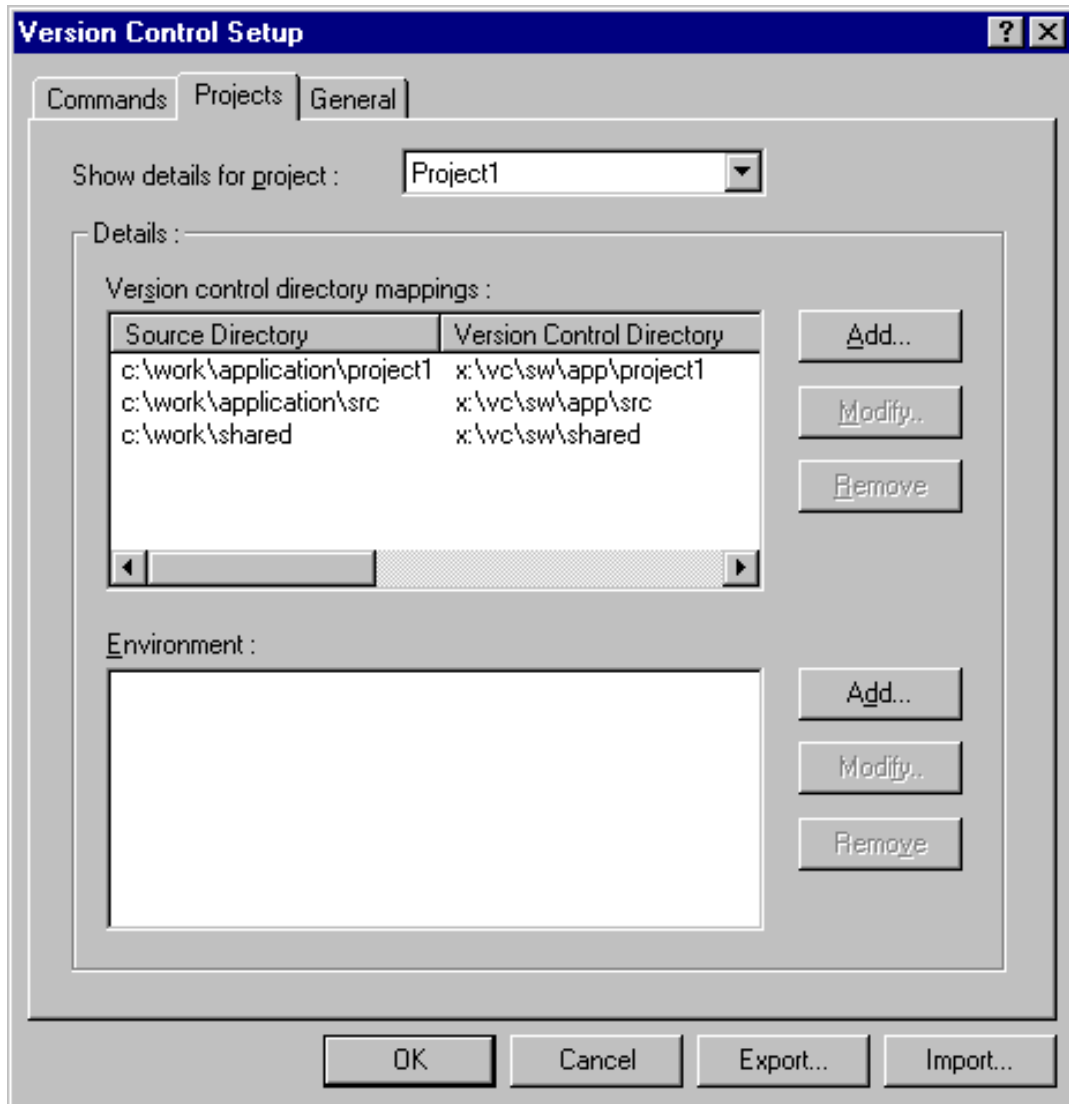 Version Control Setup
Commands Projects General
Show details for project : Project1
Details :
Version control directory mappings :
Source Directory Version Control Directory
c:\work\application\project1 x:\vc\sw\app\project1
c:\work\application\src x:\vc\sw\app\src
c:\work\shared x:\vc\sw\shared
Add...
Modify..
Remove
Environment :
Add...
Modify..
Remove
OK Cancel Export... Import...